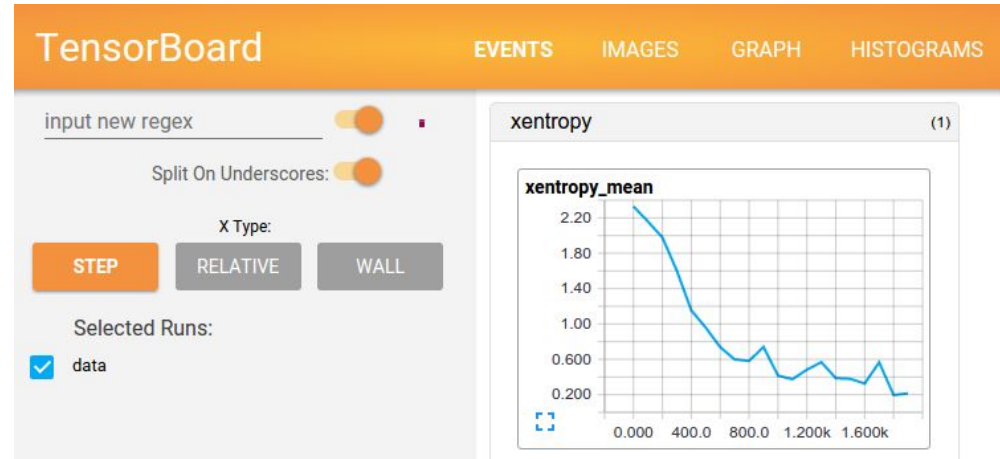 TensorBoard
EVENTS IMAGES GRAPH HISTOGRAMS
input new regex
Split On Underscores:
X Type:
STEP RELATIVE WALL
Selected Runs:
data
xentropy (1)
xentropy_mean
2.20
1.80
1.40
1.00
0.600
0.200
0.000 400.0 800.0 1.200k 1.600k